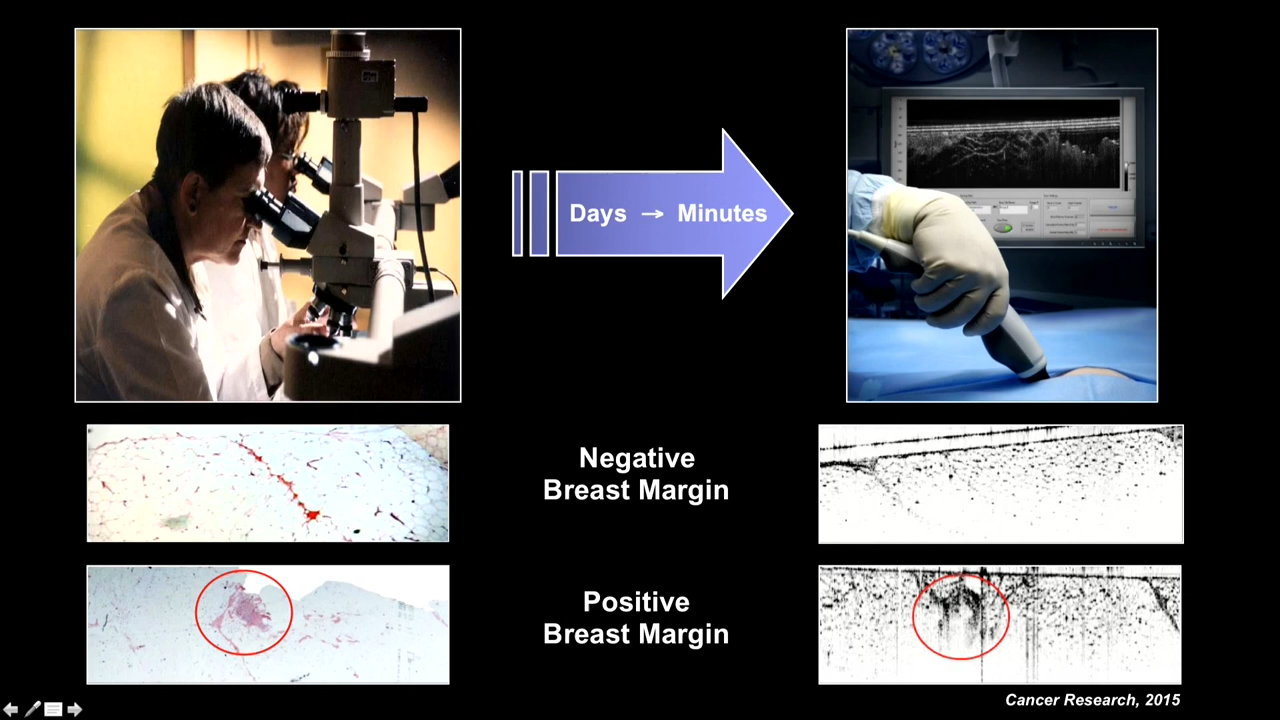 Days → Minutes
Negative
Breast Margin
Positive
Breast Margin
Cancer Research, 2015